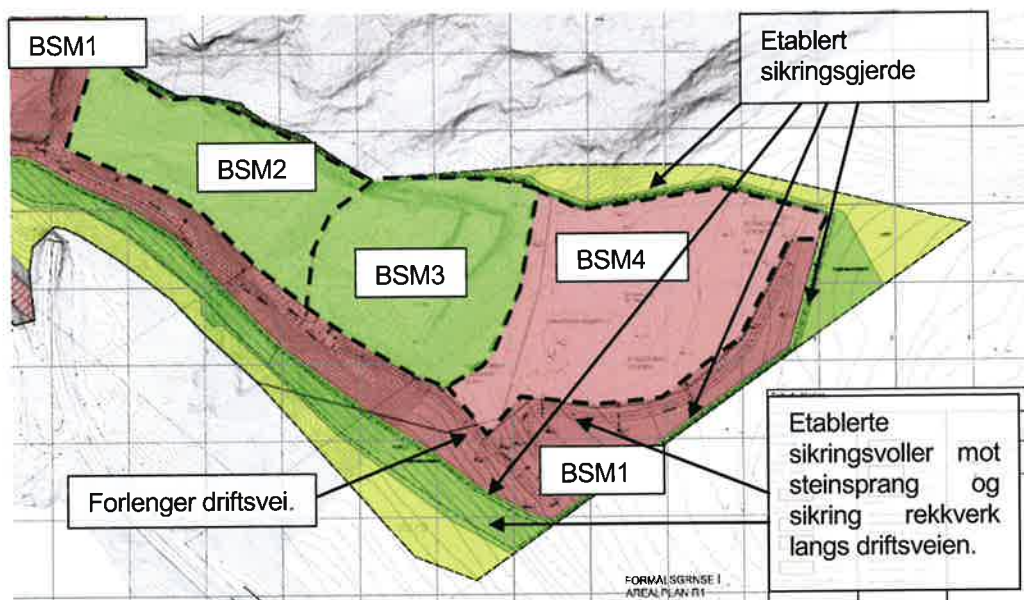 BSM1
Etablert
sikringsgjerde
BSM2
BSM3
BSM4
BSM1
Forlenger driftsvei.
Etablerte
sikringsvoller mot
steinsprang og
sikring rekkverk
langs driftsveien.
FORMÅLSGRNSE I
AREALPLAN R1